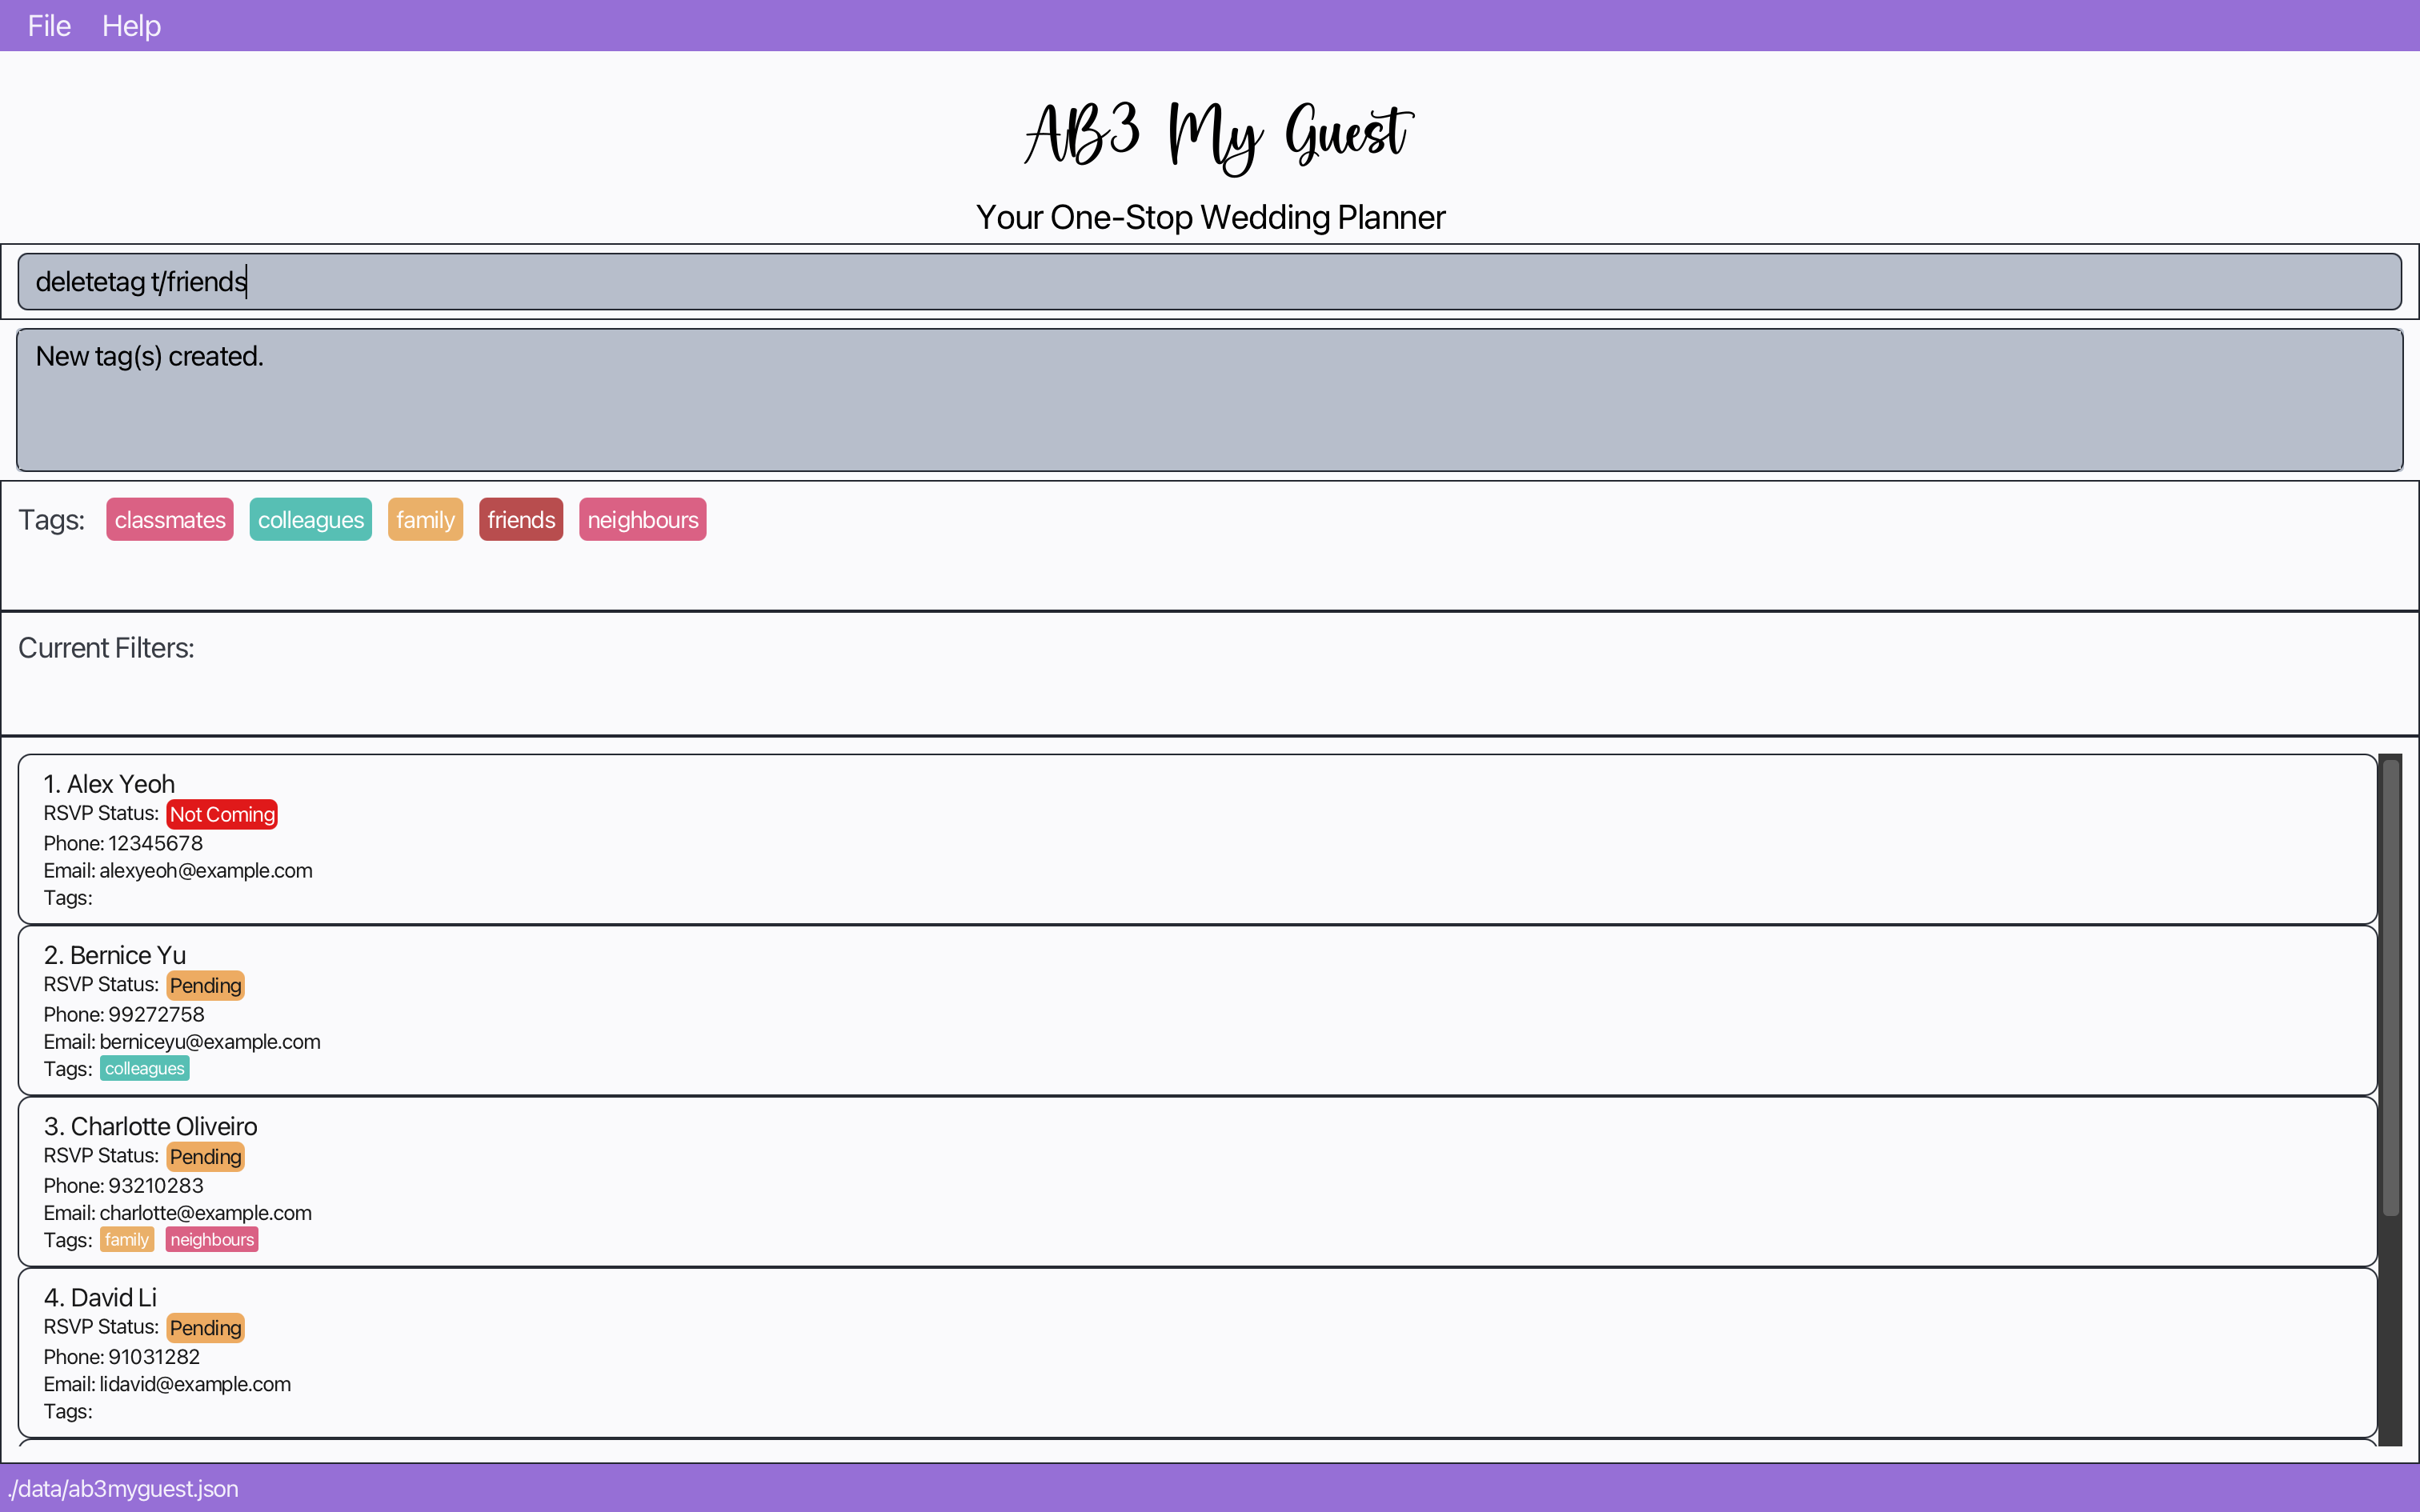 File Help
AB3 My Guest
Your One-Stop Wedding Planner
deletetag t/friends
New tag(s) created.
Tags: classmates colleagues family friends neighbours
Current Filters:
1. Alex Yeoh
RSVP Status: Not Coming
Phone: 12345678
Email: alexyeoh@example.com
Tags:
2. Bernice Yu
RSVP Status: Pending
Phone: 99272758
Email: berniceyu@example.com
Tags: colleagues
3. Charlotte Oliveiro
RSVP Status: Pending
Phone: 93210283
Email: charlotte@example.com
Tags: family neighbours
4. David Li
RSVP Status: Pending
Phone: 91031282
Email: lidavid@example.com
Tags:
./data/ab3myguest.json